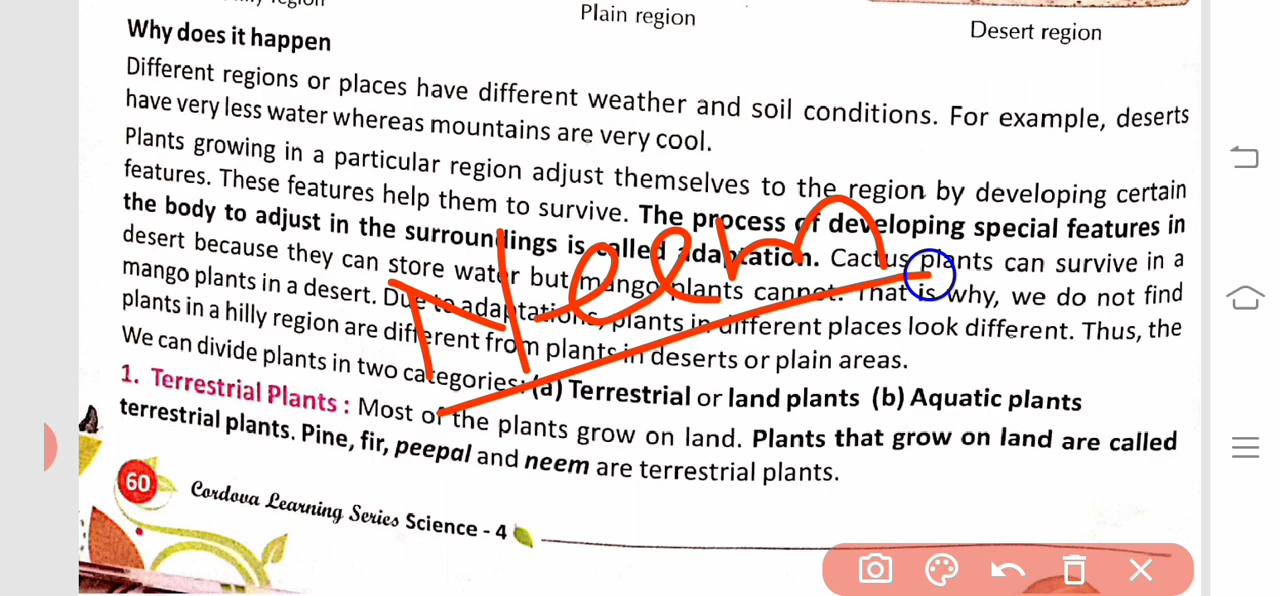 region
Plain region
Desert region
Why does it happen
Different regions or places have different weather and soil conditions. For example, deserts
have very less water whereas mountains are very cool.
Plants growing in a particular region adjust themselves to the region by developing certain
features. These features help them to survive. The process of developing special features in
the body to adjust in the surroundings is called adaptation. Cactus plants can survive in a
desert because they can store water but mango plants cannot. That is why, we do not find
mango plants in a desert. Due to adaptations, plants in different places look different. Thus, the
plants in a hilly region are different from plants in deserts or plain areas.
We can divide plants in two categories: (a) Terrestrial or land plants (b) Aquatic plants
1. Terrestrial Plants : Most of the plants grow on land. Plants that grow on land are called
terrestrial plants. Pine, fir, peepal and neem are terrestrial plants.
Neem
60 Cordova Learning Series Science - 4